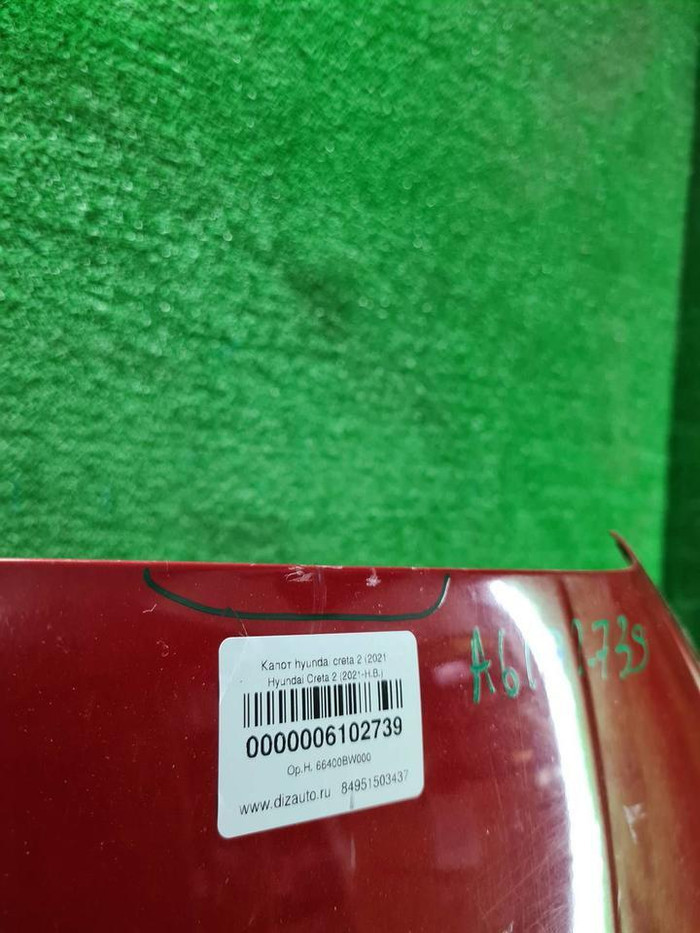 Капот hyundai creta 2 (2021
Hyundai Creta 2 (2021-Н.В.)
0000006102739
Ор.Н. 66400BW000
www.dizauto.ru 84951503437